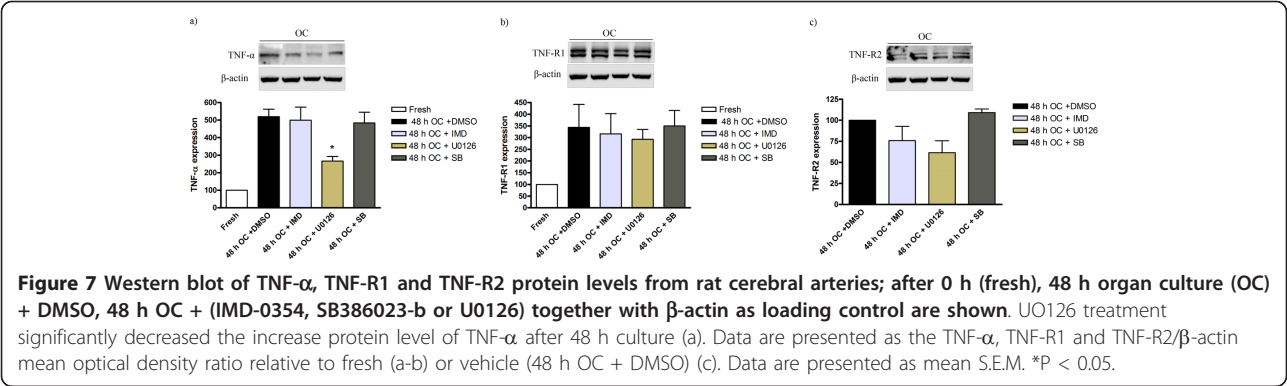 a)
OC
TNF-α
β-actin
600
500
400
300
200
100
0
TNF-α expression
*
Fresh
48 h OC +DMSO
48 h OC + IMD
48 h OC + U0126
48 h OC + SB
Fresh
48 h OC +DMSO
48 h OC + IMD
48 h OC + U0126
48 h OC + SB
b)
OC
TNF-R1
β-actin
450
400
350
300
250
200
150
100
50
0
TNF-R1 expression
Fresh
48 h OC +DMSO
48 h OC + IMD
48 h OC + U0126
48 h OC + SB
Fresh
48 h OC +DMSO
48 h OC + IMD
48 h OC + U0126
48 h OC + SB
c)
OC
TNF-R2
β-actin
125
100
75
50
25
0
TNF-R2 expression
48 h OC +DMSO
48 h OC + IMD
48 h OC + U0126
48 h OC + SB
48 h OC +DMSO
48 h OC + IMD
48 h OC + U0126
48 h OC + SB
Figure 7 Western blot of TNF-α, TNF-R1 and TNF-R2 protein levels from rat cerebral arteries; after 0 h (fresh), 48 h organ culture (OC)
+ DMSO, 48 h OC + (IMD-0354, SB386023-b or U0126) together with β-actin as loading control are shown. UO126 treatment
significantly decreased the increase protein level of TNF-α after 48 h culture (a). Data are presented as the TNF-α, TNF-R1 and TNF-R2/β-actin
mean optical density ratio relative to fresh (a-b) or vehicle (48 h OC + DMSO) (c). Data are presented as mean S.E.M. *P < 0.05.